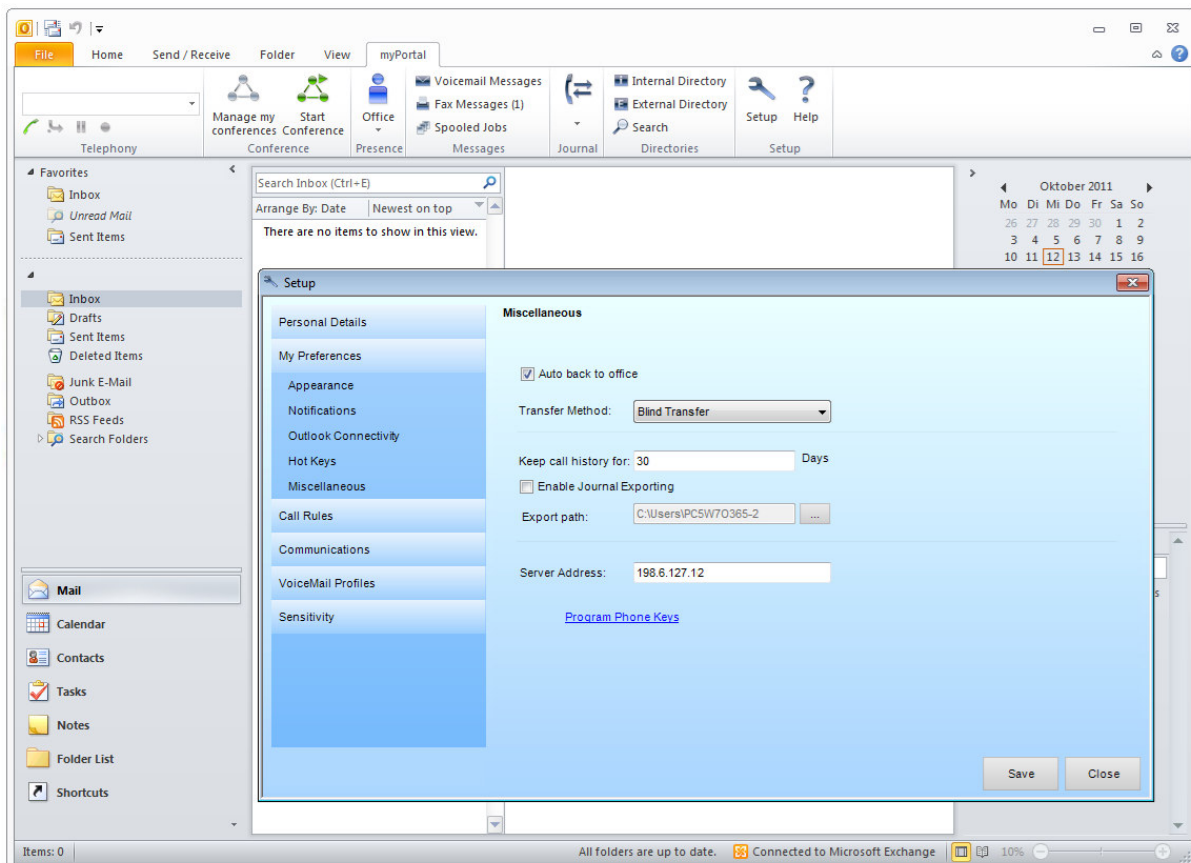 File Home Send / Receive Folder View myPortal
Manage my conferences
Start Conference
Office
Voicemail Messages
Fax Messages (1)
Spooled Jobs
Internal Directory
External Directory
Search
Setup Help
Telephony Conference Presence Messages Journal Directories Setup
Favorites
Inbox
Unread Mail
Sent Items
Inbox
Drafts
Sent Items
Deleted Items
Junk E-Mail
Outbox
RSS Feeds
Search Folders
Mail
Calendar
Contacts
Tasks
Notes
Folder List
Shortcuts
Search Inbox (Ctrl+E)
Arrange By: Date Newest on top
There are no items to show in this view.
Oktober 2011
Mo Di Mi Do Fr Sa So
26 27 28 29 30 1 2
3 4 5 6 7 8 9
10 11 12 13 14 15 16
Setup
Personal Details
My Preferences
Appearance
Notifications
Outlook Connectivity
Hot Keys
Miscellaneous
Call Rules
Communications
VoiceMail Profiles
Sensitivity
Miscellaneous
Auto back to office
Transfer Method: Blind Transfer
Keep call history for: 30 Days
Enable Journal Exporting
Export path: C:\Users\PC5W7O365-2 ...
Server Address: 198.6.127.12
Program Phone Keys
Save Close
s
Items: 0 All folders are up to date. Connected to Microsoft Exchange 10%